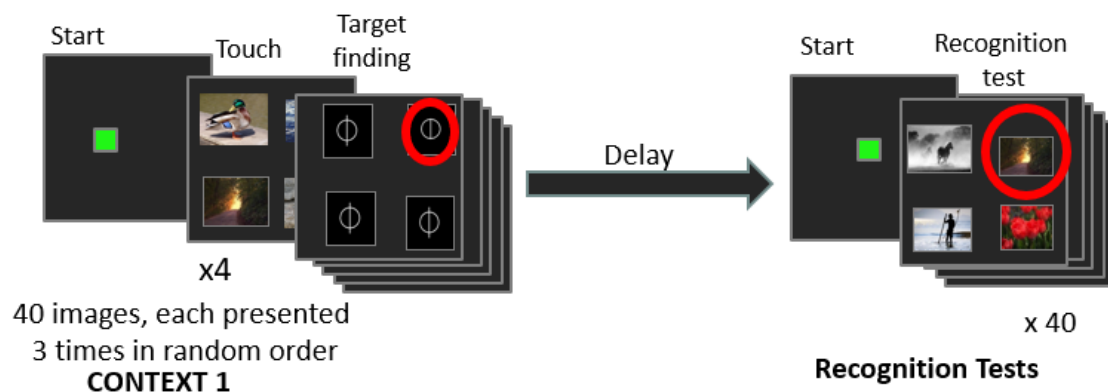 Start
Touch
Target
finding
x4
40 images, each presented
3 times in random order
CONTEXT 1
Delay
Start
Recognition
test
x 40
Recognition Tests